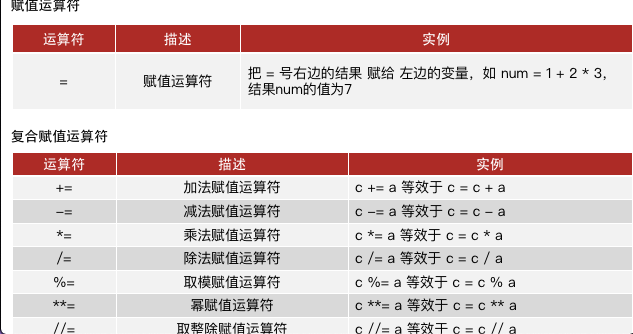 赋值运算符
运算符 描述 实例
= 赋值运算符 把 = 号右边的结果 赋给 左边的变量，如 num = 1 + 2 * 3，
结果num的值为7
复合赋值运算符
运算符 描述 实例
+= 加法赋值运算符 c += a 等效于 c = c + a
-= 减法赋值运算符 c -= a 等效于 c = c - a
*= 乘法赋值运算符 c *= a 等效于 c = c * a
/= 除法赋值运算符 c /= a 等效于 c = c / a
%= 取模赋值运算符 c %= a 等效于 c = c % a
**= 幂赋值运算符 c **= a 等效于 c = c ** a
//= 取整除赋值运算符 c //= a 等效于 c = c // a